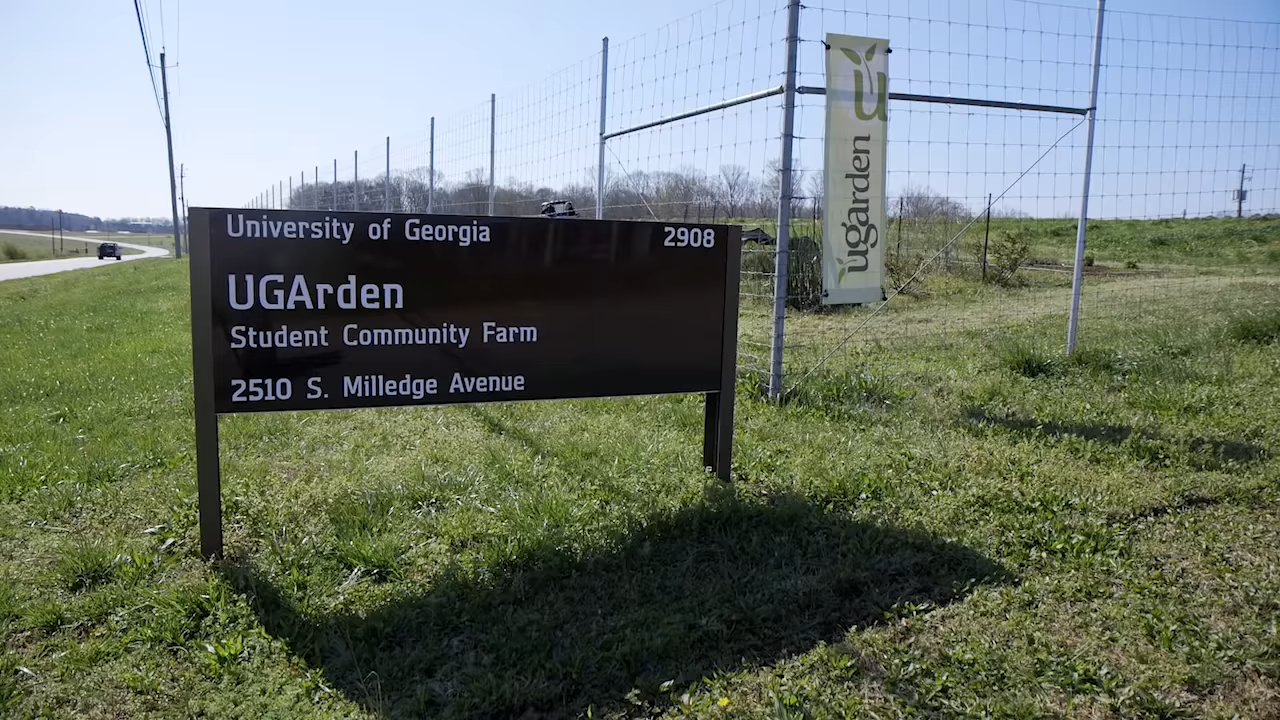 University of Georgia 2908
UGArden
Student Community Farm
2510 S. Milledge Avenue
ugarden